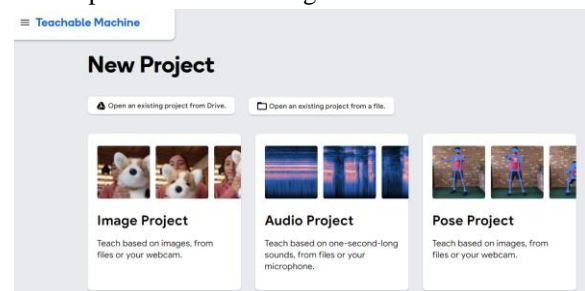 ≡ Teachable Machine
New Project
Open an existing project from Drive.
Open an existing project from a file.
Image Project
Teach based on images, from
files or your webcam.
Audio Project
Teach based on one-second-long
sounds, from files or your
microphone.
Pose Project
Teach based on images, from
files or your webcam.